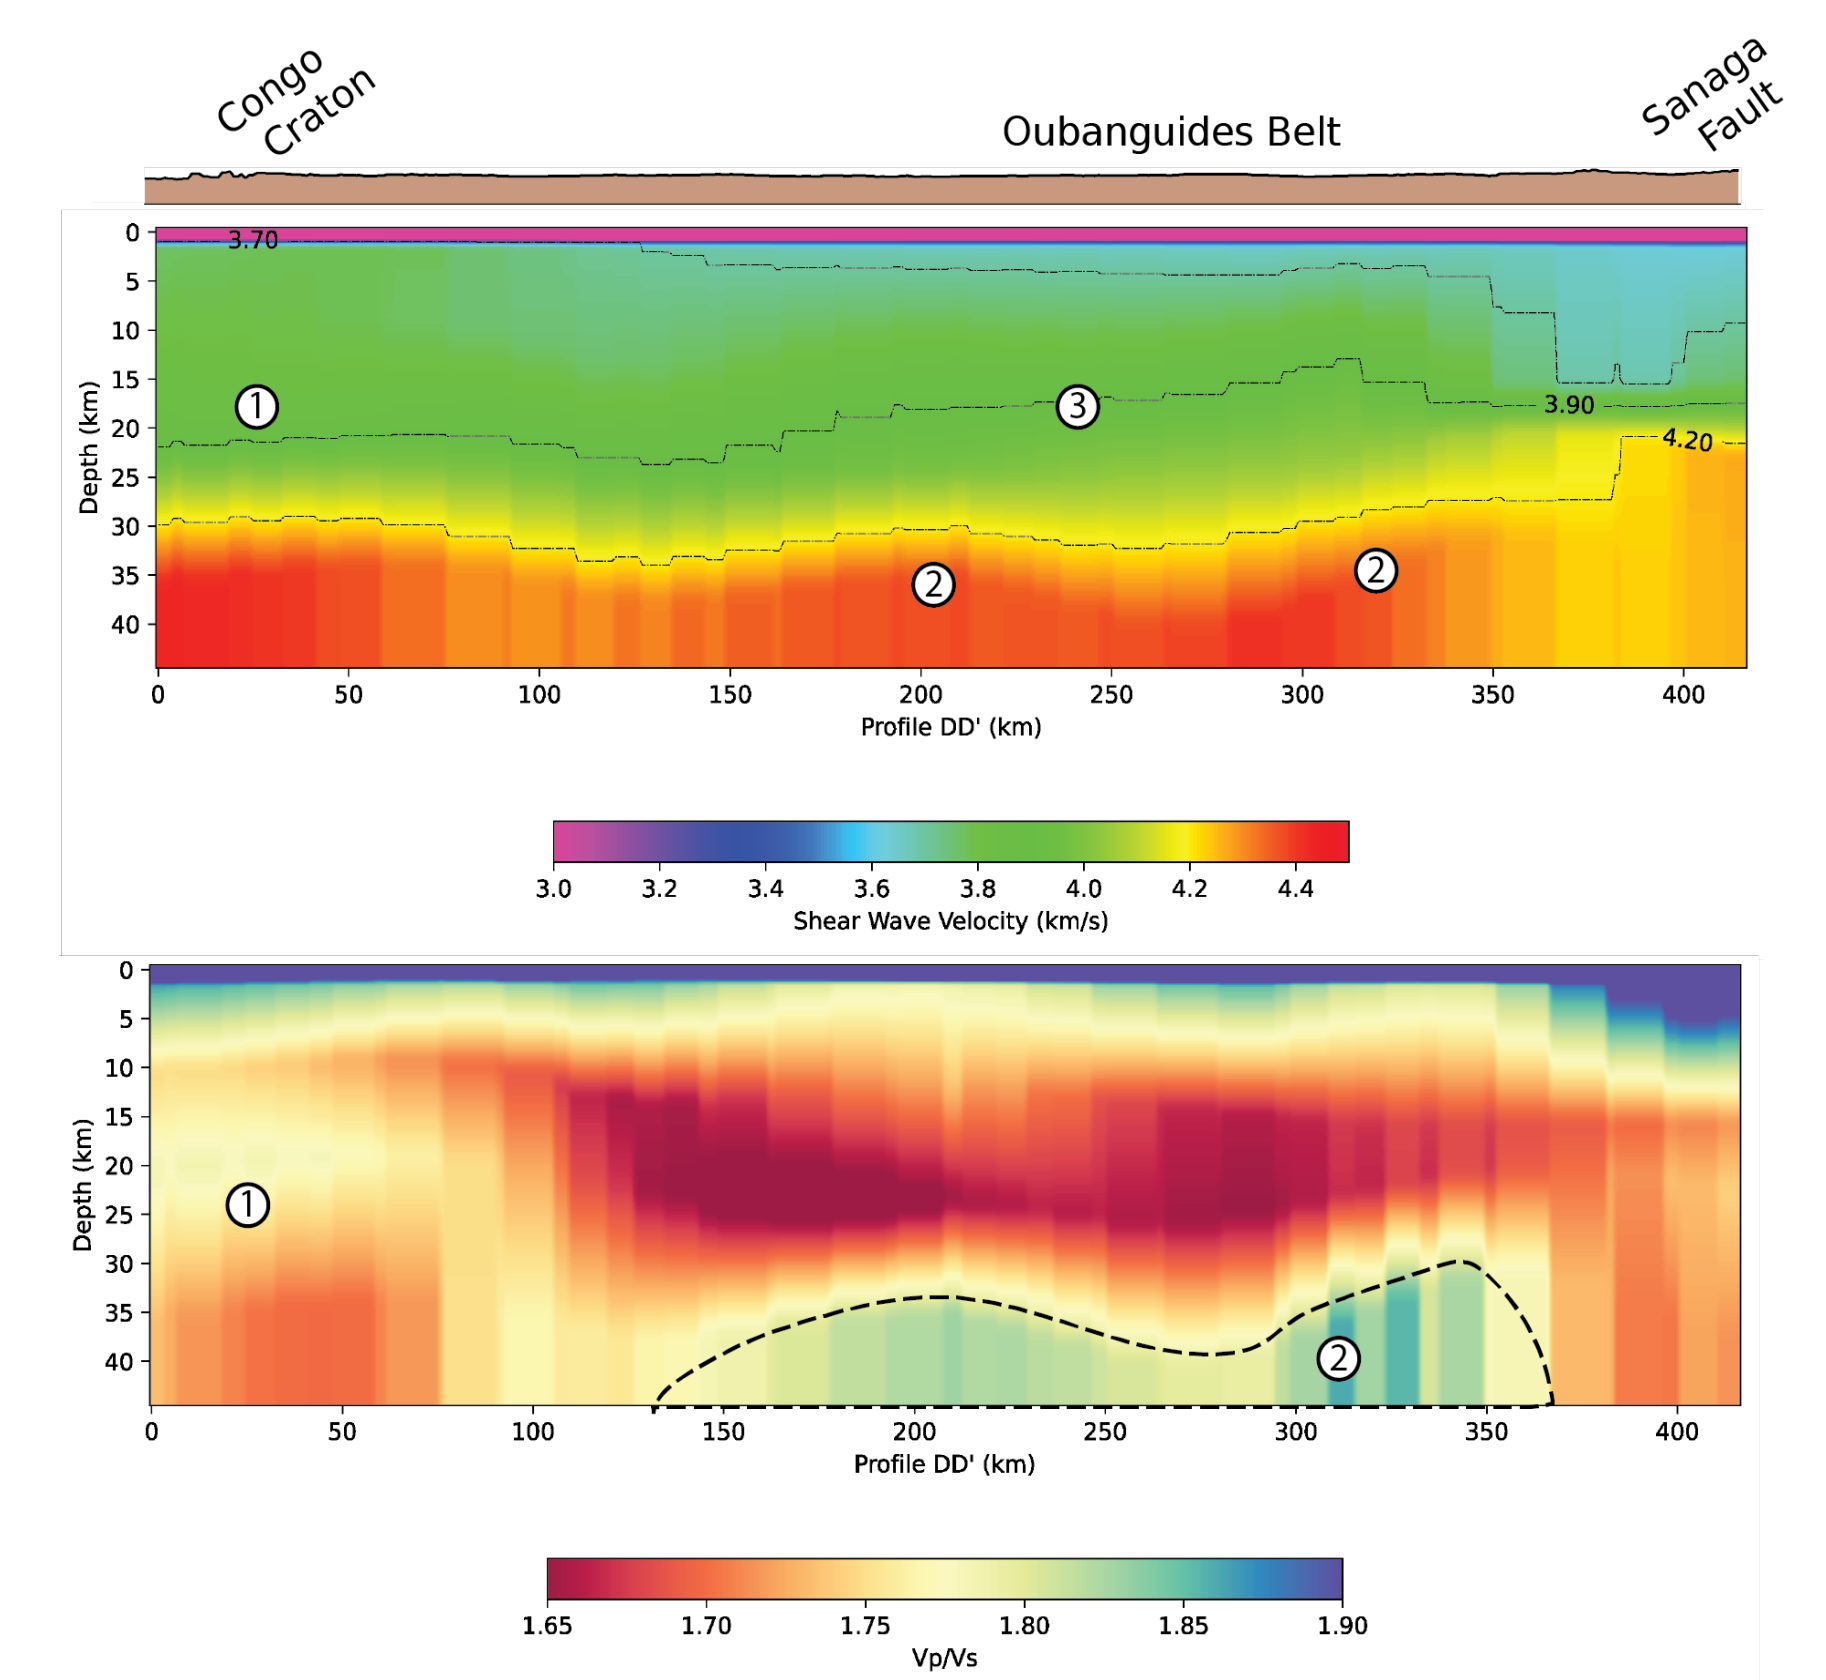 Congo
Craton
Oubanguides Belt
Sanaga
Fault
0
5
10
15
20
25
30
35
40
Depth (km)
3.70
1
3
3.90
4.20
2
2
0 50 100 150 200 250 300 350 400
Profile DD' (km)
3.0 3.2 3.4 3.6 3.8 4.0 4.2 4.4
Shear Wave Velocity (km/s)
0
5
10
15
20
25
30
35
40
Depth (km)
1
2
0 50 100 150 200 250 300 350 400
Profile DD' (km)
1.65 1.70 1.75 1.80 1.85 1.90
Vp/Vs